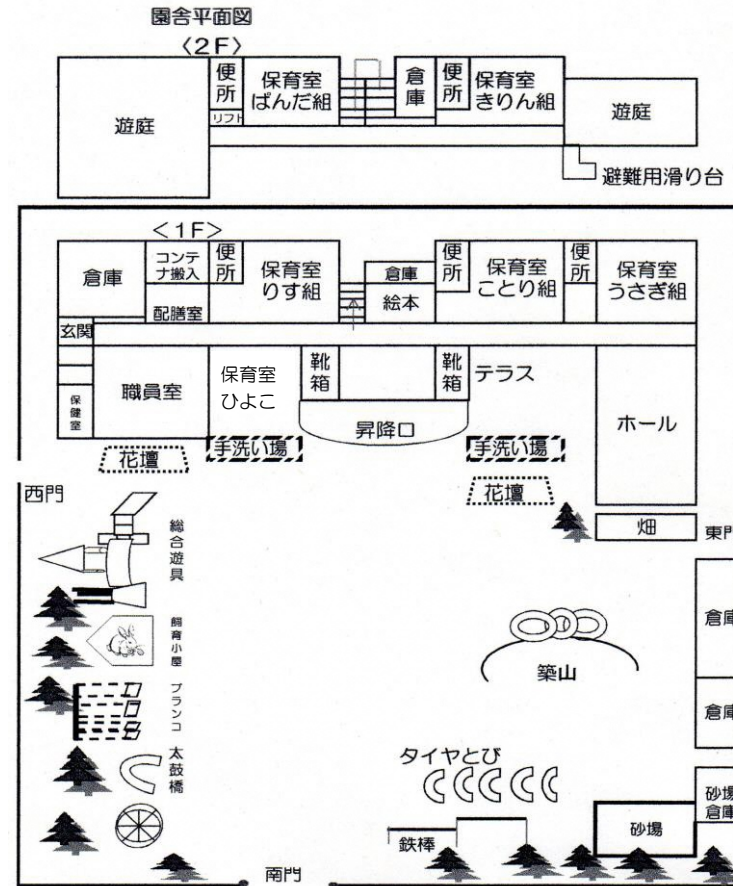 園舎平面図
〈2F〉
遊庭
便所
リフト
保育室
ぱんだ組
倉庫
便所
保育室
きりん組
遊庭
避難用滑り台
<1F>
倉庫
コンテ
ナ搬入
配膳室
便所
保育室
りす組
倉庫
絵本
便所
保育室
ことり組
便所
保育室
うさぎ組
玄関
保健室
職員室
保育室
ひよこ
靴箱
昇降口
靴箱
テラス
ホール
花壇
手洗い場
手洗い場
花壇
西門
畑
東門
総合遊具
飼育小屋
ブランコ
太鼓橋
築山
倉庫
倉庫
タイヤとび
鉄棒
砂場
砂場
倉庫
南門